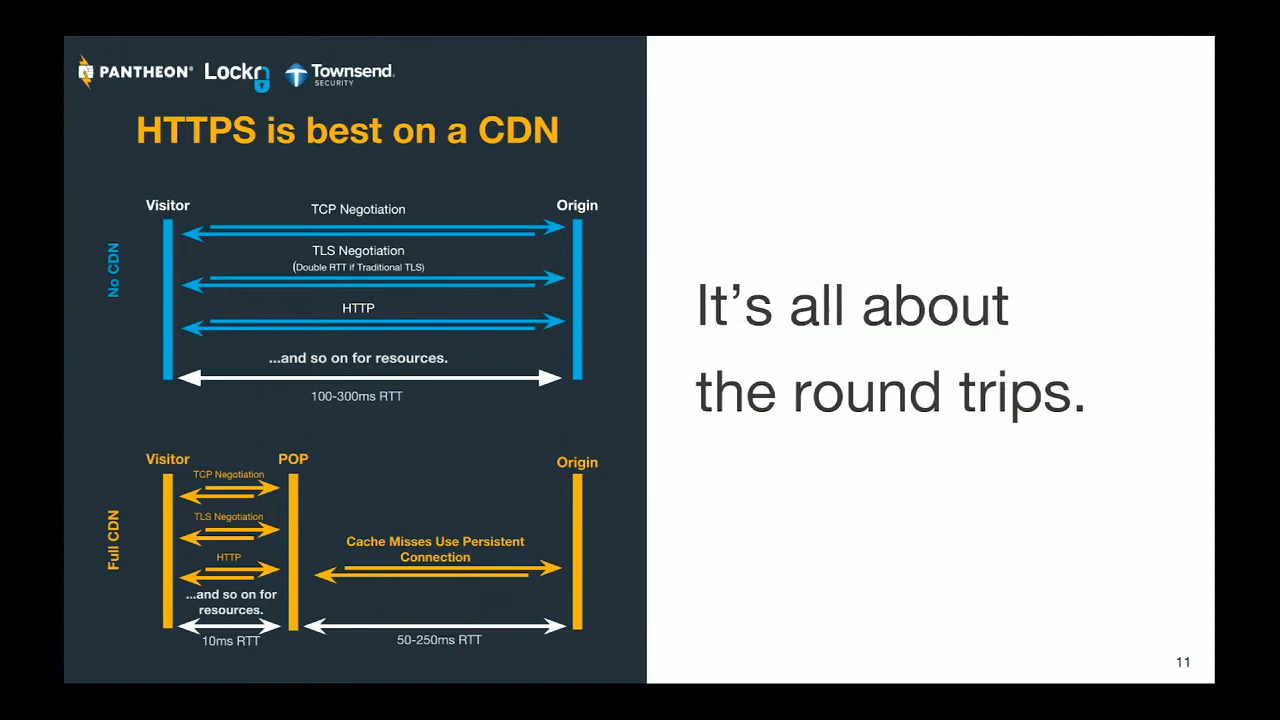 PANTHEON®
Lockr
Townsend
SECURITY
HTTPS is best on a CDN
No CDN
Visitor
Origin
TCP Negotiation
TLS Negotiation
(Double RTT if Traditional TLS)
HTTP
...and so on for resources.
100-300ms RTT
Full CDN
Visitor
POP
Origin
TCP Negotiation
TLS Negotiation
HTTP
...and so on for
resources.
10ms RTT
Cache Misses Use Persistent
Connection
50-250ms RTT
It’s all about
the round trips.
11